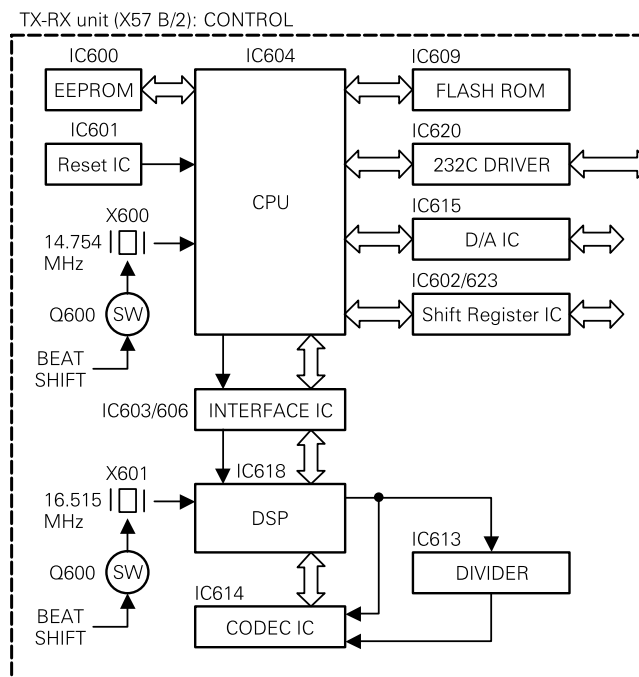 TX-RX unit (X57 B/2): CONTROL
IC600
IC604
IC609
EEPROM
FLASH ROM
IC601
IC620
Reset IC
232C DRIVER
CPU
X600
IC615
14.754
MHz
D/A IC
IC602/623
Q600
SW
Shift Register IC
BEAT
SHIFT
IC603/606
INTERFACE IC
X601
IC618
16.515
MHz
DSP
IC613
Q600
SW
DIVIDER
IC614
BEAT
SHIFT
CODEC IC